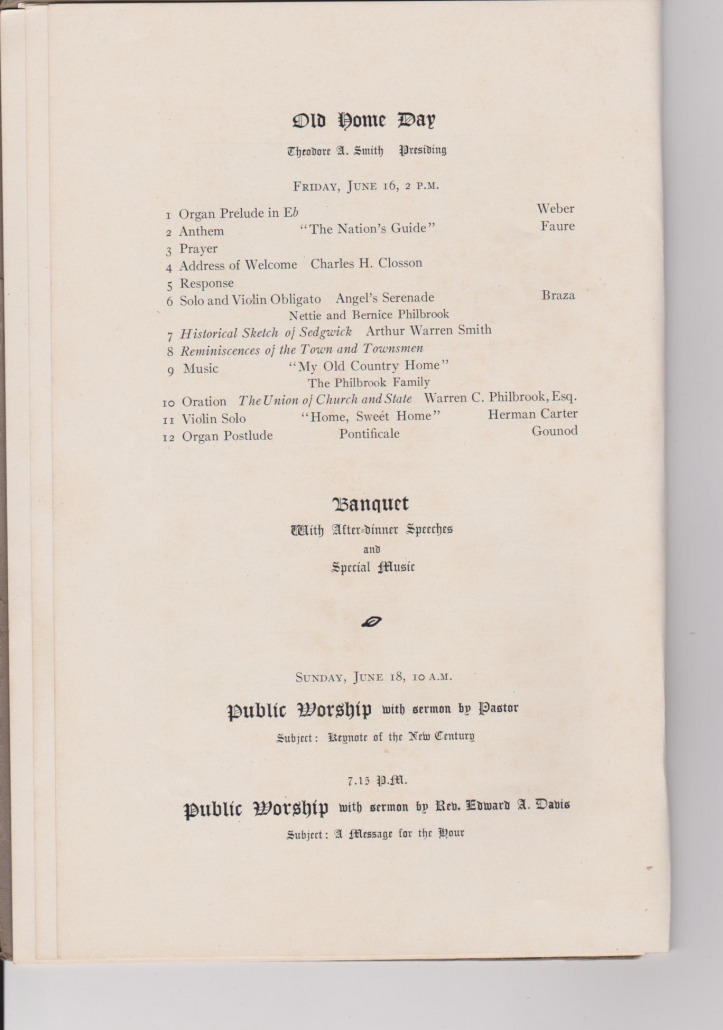 Old Home Day
Theodore A. Smith Presiding
Friday, June 16, 2 P.M.
1 Organ Prelude in Eb Weber
2 Anthem "The Nation's Guide" Faure
3 Prayer
4 Address of Welcome Charles H. Closson
5 Response
6 Solo and Violin Obligato Angel's Serenade Braza
Nettie and Bernice Philbrook
7 Historical Sketch of Sedgwick Arthur Warren Smith
8 Reminiscences of the Town and Townsmen
9 Music "My Old Country Home"
The Philbrook Family
10 Oration The Union of Church and State Warren C. Philbrook, Esq.
11 Violin Solo "Home, Sweét Home" Herman Carter
12 Organ Postlude Pontificale Gounod
Banquet
With After-dinner Speeches
and
Special Music
Sunday, June 18, 10 A.M.
Public Worship with sermon by Pastor
Subject: Keynote of the New Century
7.15 P.M.
Public Worship with sermon by Rev. Edward A. Davis
Subject: A Message for the Hour